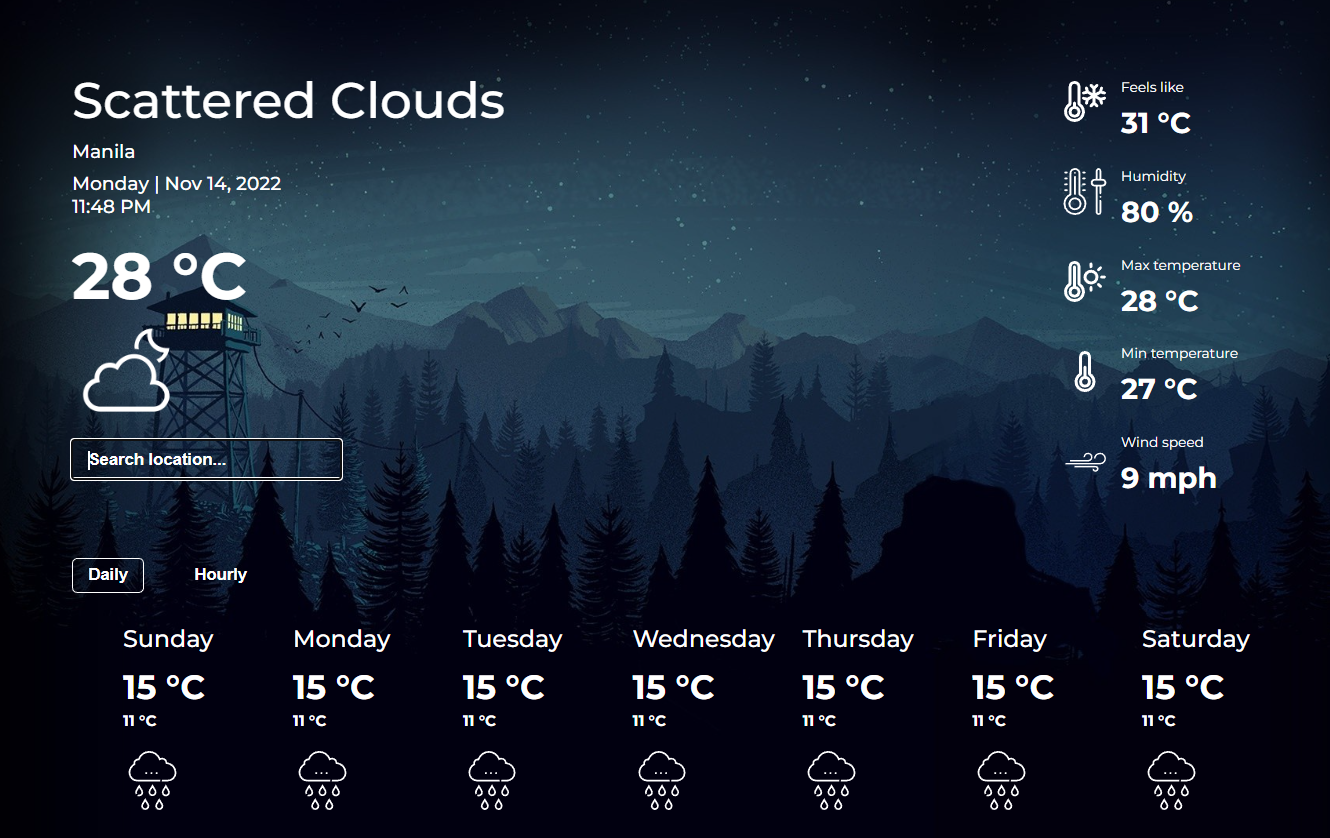 Scattered Clouds
Manila
Monday | Nov 14, 2022
11:48 PM
28 °C
Search location...
Feels like
31 °C
Humidity
80 %
Max temperature
28 °C
Min temperature
27 °C
Wind speed
9 mph
Daily
Hourly
Sunday
15 °C
11 °C
Monday
15 °C
11 °C
Tuesday
15 °C
11 °C
Wednesday
15 °C
11 °C
Thursday
15 °C
11 °C
Friday
15 °C
11 °C
Saturday
15 °C
11 °C